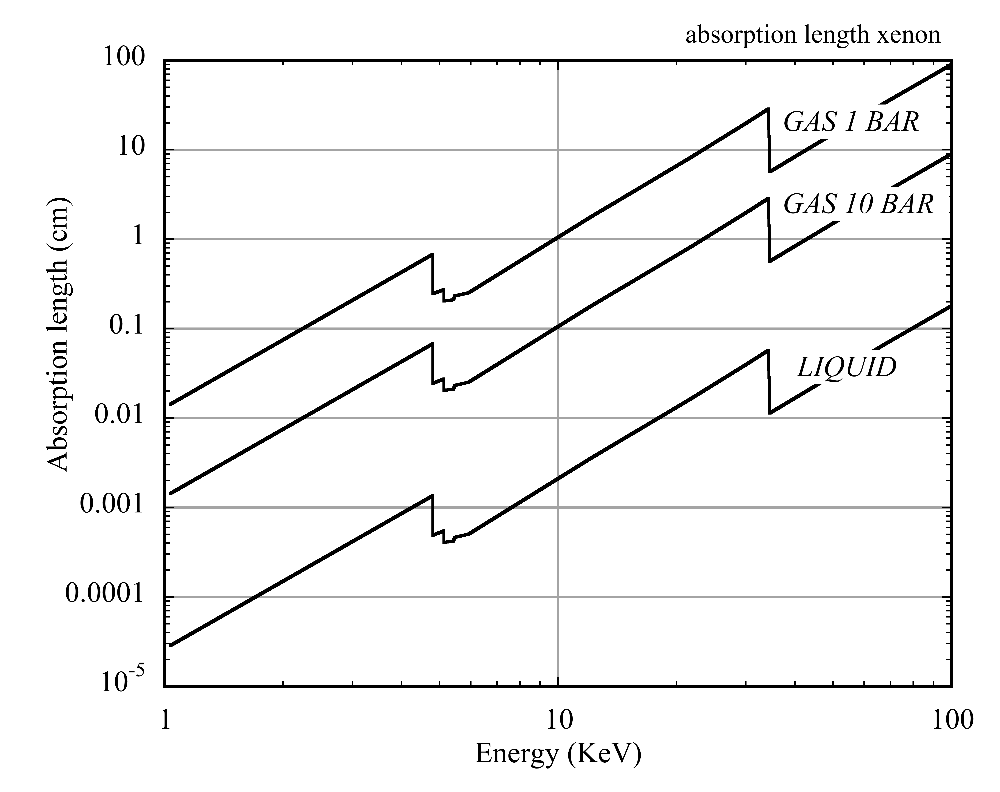 absorption length xenon
100
10
1
0.1
0.01
0.001
0.0001
10-5
Absorption length (cm)
GAS 1 BAR
GAS 10 BAR
LIQUID
1
10
100
Energy (KeV)